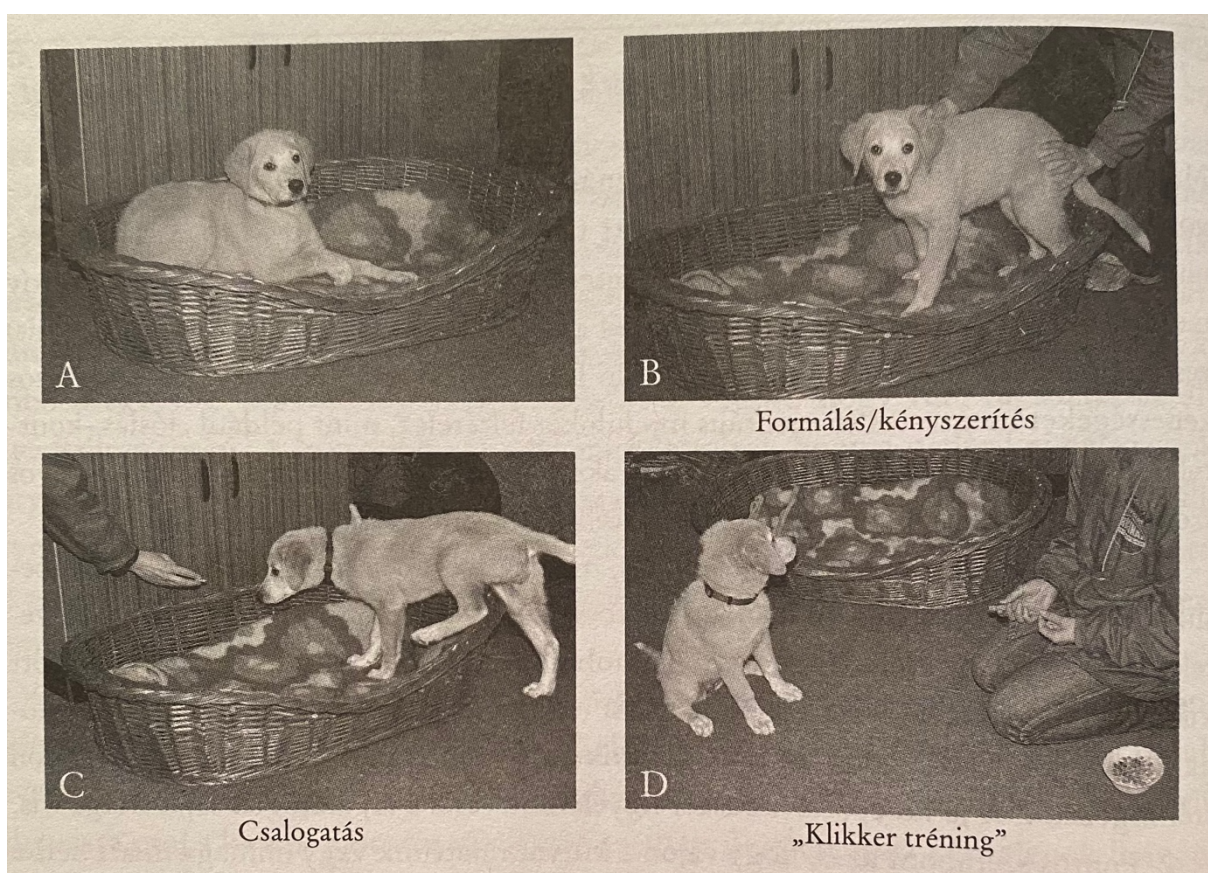 A
B
Formálás/kényszerítés
C
D
Csalogatás
„Klikker tréning”